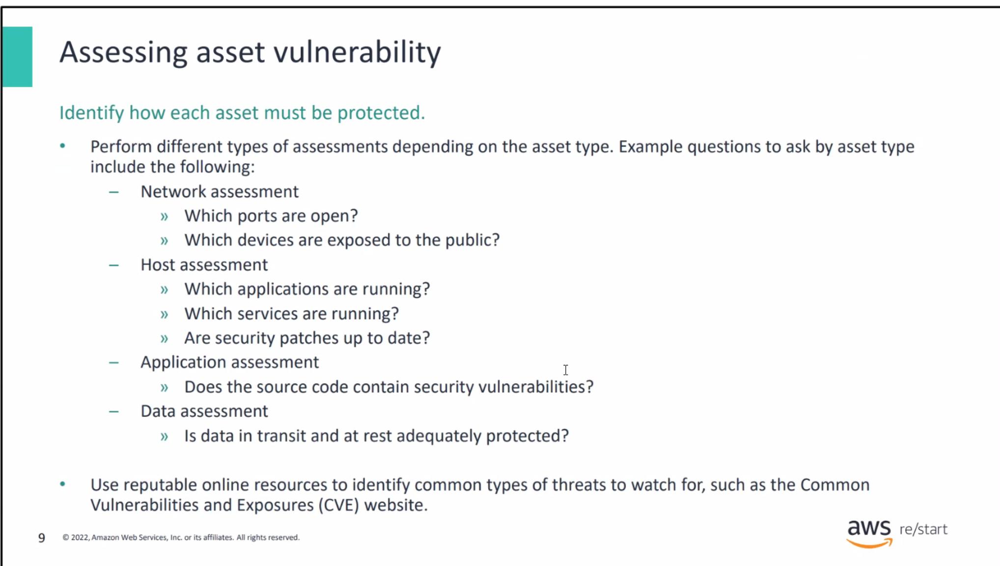 Assessing asset vulnerability
Identify how each asset must be protected.
• Perform different types of assessments depending on the asset type. Example questions to ask by asset type
include the following:
– Network assessment
» Which ports are open?
» Which devices are exposed to the public?
– Host assessment
» Which applications are running?
» Which services are running?
» Are security patches up to date?
– Application assessment
» Does the source code contain security vulnerabilities?
– Data assessment
» Is data in transit and at rest adequately protected?
• Use reputable online resources to identify common types of threats to watch for, such as the Common
Vulnerabilities and Exposures (CVE) website.
9 © 2022, Amazon Web Services, Inc. or its affiliates. All rights reserved.
aws re/start